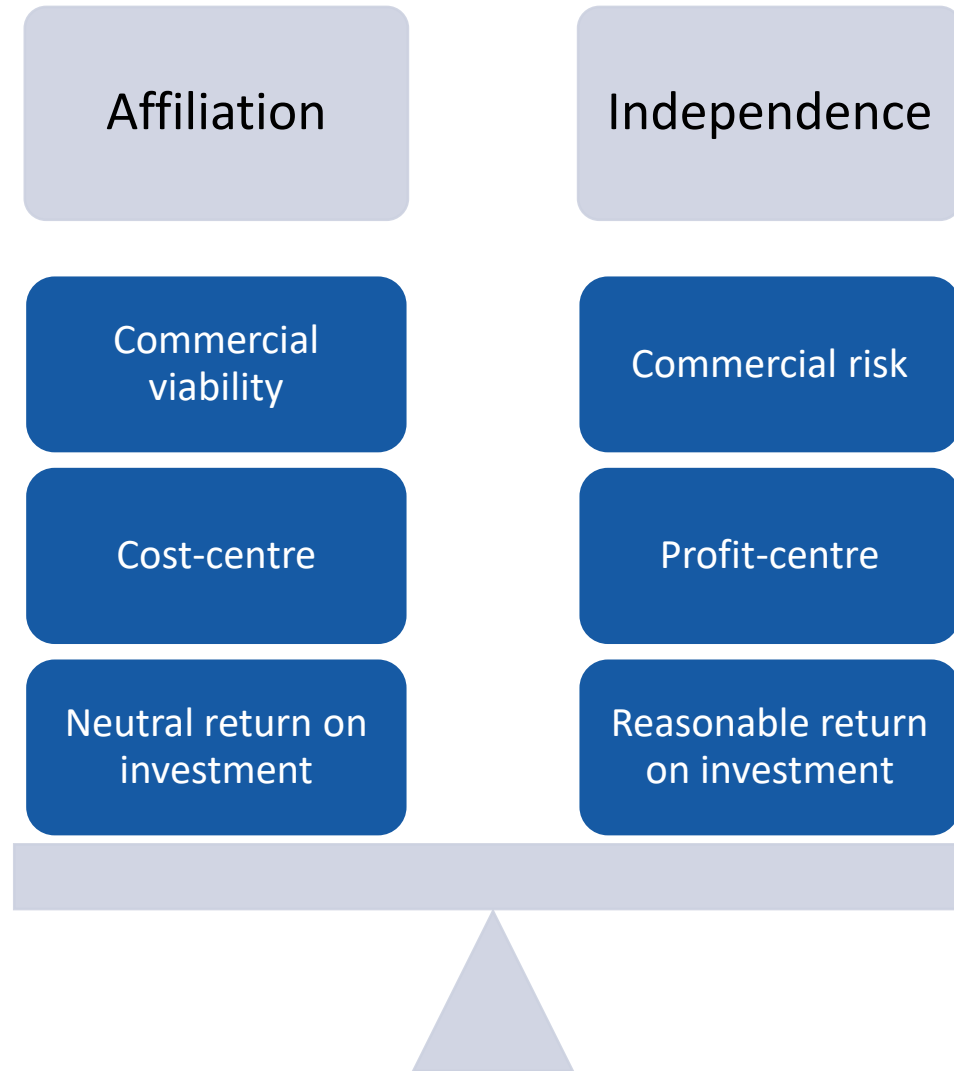 Affiliation
Independence
Commercial
viability
Commercial risk
Cost-centre
Profit-centre
Neutral return on
investment
Reasonable return
on investment